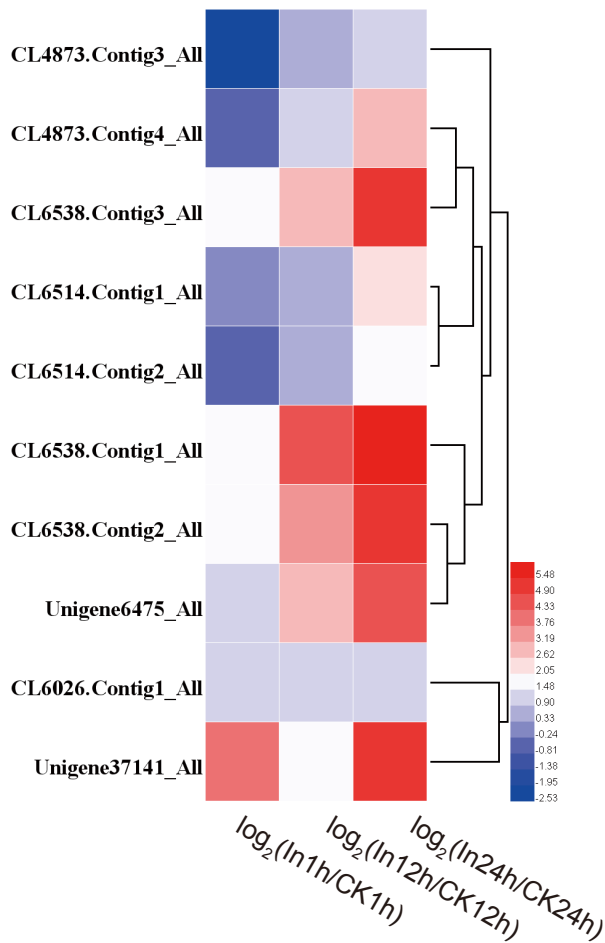 CL4873.Contig3_All
CL4873.Contig4_All
CL6538.Contig3_All
CL6514.Contig1_All
CL6514.Contig2_All
CL6538.Contig1_All
CL6538.Contig2_All
Unigene6475_All
CL6026.Contig1_All
Unigene37141_All
5.48
4.90
4.33
3.76
3.19
2.62
2.05
1.48
0.90
0.33
-0.24
-0.81
-1.38
-1.95
-2.53
log₂(In1h/CK1h)
log₂(In12h/CK12h)
log₂(In24h/CK24h)